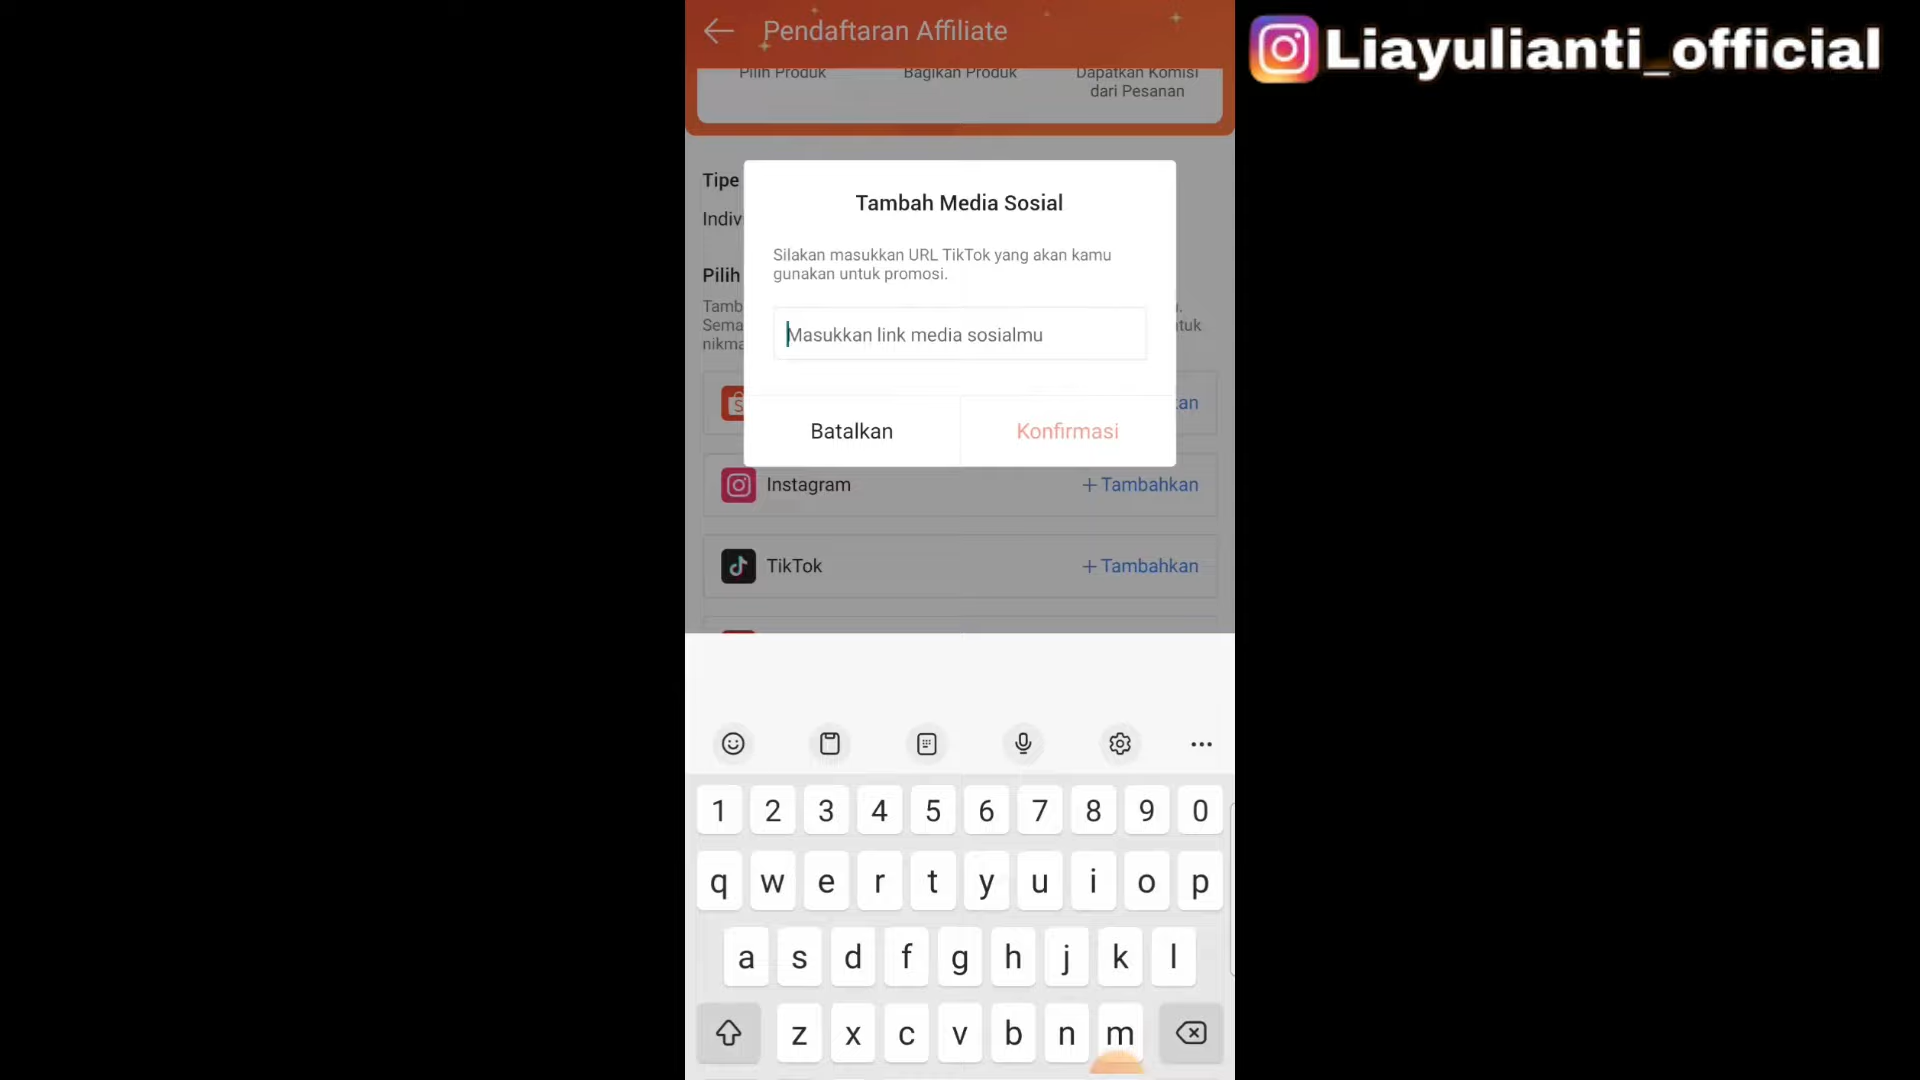 Pendaftaran Affiliate
Liayulianti_official
Pilih Produk
Bagikan Produk
Dapatkan Komisi
dari Pesanan
Tipe
Indiv
Pilih
Tamb
Sema
tuk
nikma
Tambah Media Sosial
Silakan masukkan URL TikTok yang akan kamu
gunakan untuk promosi.
Masukkan link media sosialmu
Batalkan
Konfirmasi
kan
Instagram
+ Tambahkan
TikTok
+ Tambahkan
1 2 3 4 5 6 7 8 9 0
q w e r t y u i o p
a s d f g h j k l
z x c v b n m